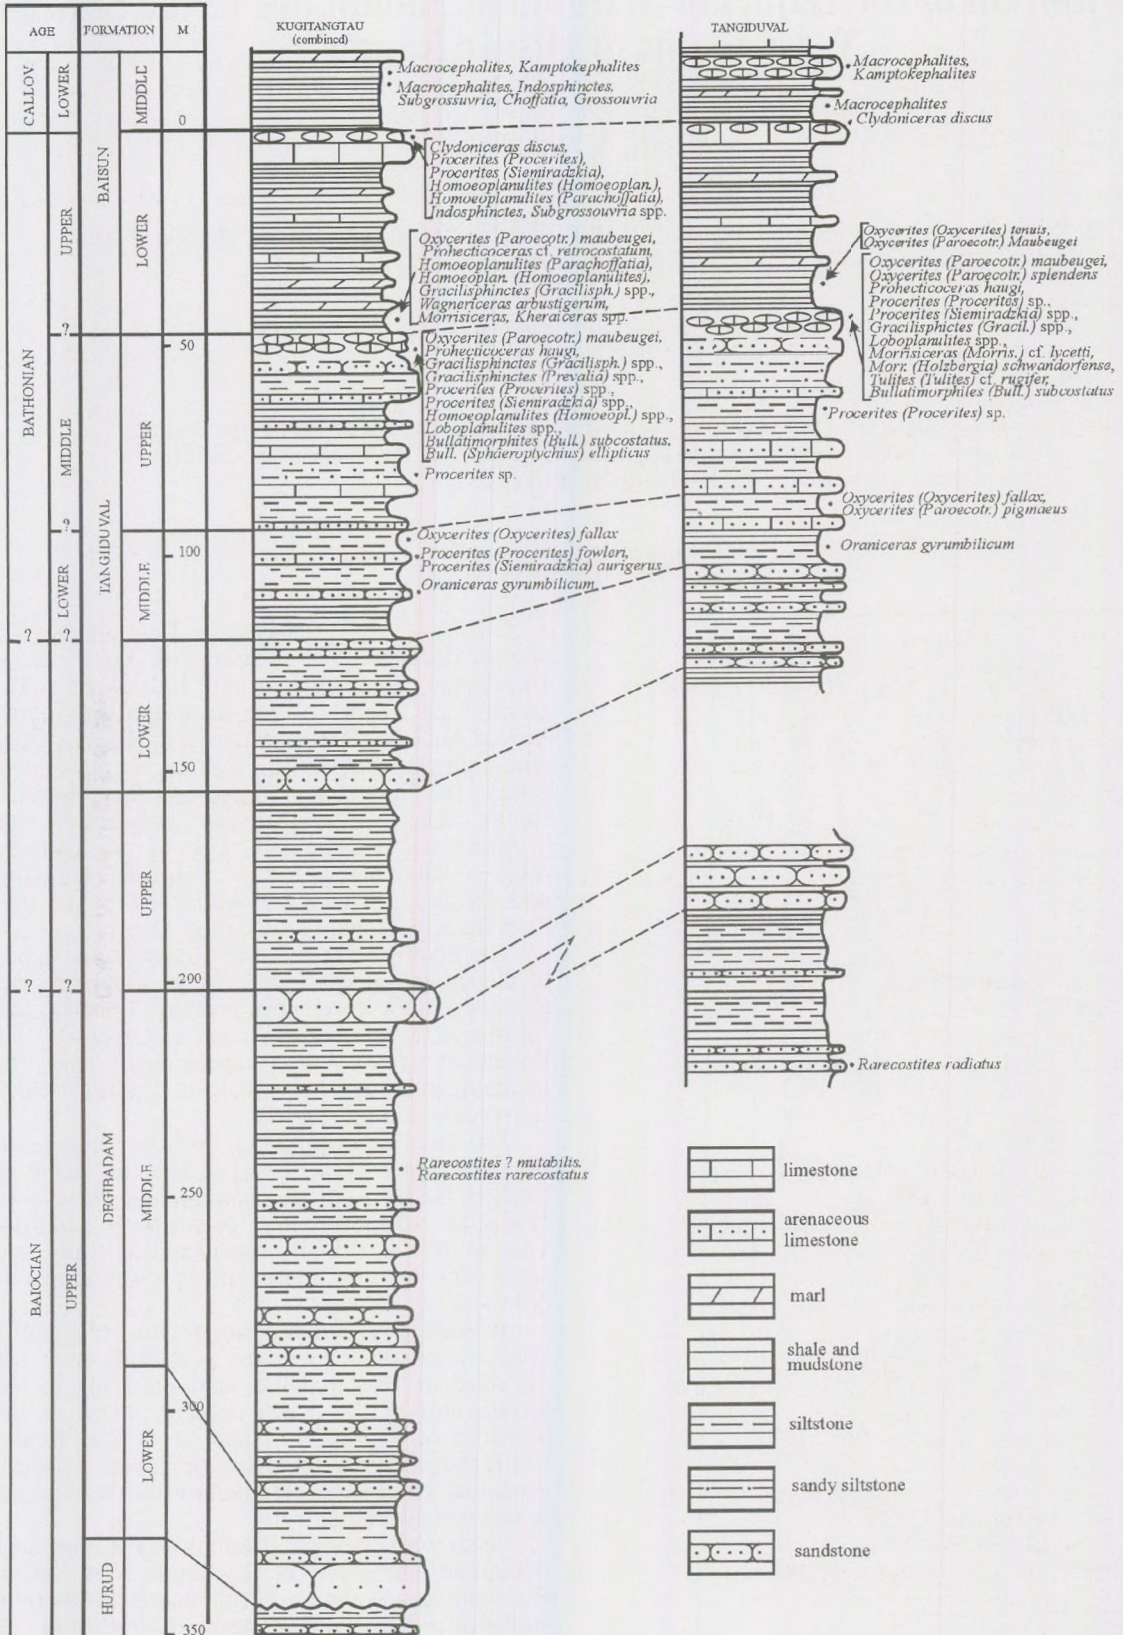 AGE
FORMATION
M
KUGITANGTAU
(combined)
TANGIDUVAL
CALLOV.
LOWER
BAISUN
MIDDLE
0
Macrocephalites, Kamptokephalites
Macrocephalites, Indosphinctes,
Subgrossuvria, Choffatia, Grossouvria
Macrocephalites,
Kamptokephalites
Macrocephalites
Clydoniceras discus
BATHONIAN
UPPER
LOWER
Clydoniceras discus,
Procerites (Procerites),
Procerites (Siemiradzkia),
Homoeoplanulites (Homoeoplan.),
Homoeoplanulites (Parachoffatia),
Indosphinctes, Subgrossouvria spp.
Oxycerites (Paroecotr.) maubeugei,
Prohecticoceras cf. retrocostatum,
Homoeoplanulites (Parachoffatia),
Homoeoplan. (Homoeoplanulites),
Gracilisphinctes (Gracilisph.) spp.,
Wagnericeras arbustigerum,
Morrisiceras, Kheraiceras spp.
Oxycerites (Oxycerites) tenuis,
Oxycerites (Paroecotr.) Maubeugei
Oxycerites (Paroecotr.) maubeugei,
Oxycerites (Paroecotr.) splendens
Prohecticoceras haugi,
Procerites (Procerites) sp.,
Procerites (Siemiradzkia) spp.,
Gracilisphictes (Gracil.) spp.,
Loboplanulites spp.,
Morrisiceras (Morris.) cf. lycetti,
Morr. (Holzbergia) schwandorfense,
Tulites (Tulites) cf. rugifer,
Bullatimorphites (Bull.) subcostatus
Procerites (Procerites) sp.
?
50
MIDDLE
TANGIDUVAL
UPPER
Oxycerites (Paroecotr.) maubeugei,
Prohecticoceras haugi,
Gracilisphinctes (Gracilisph.) spp.,
Gracilisphinctes (Prevalia) spp.,
Procerites (Procerites) spp.,
Procerites (Siemiradzkia) spp.,
Homoeoplanulites (Homoeopl.) spp.,
Loboplanulites spp.,
Bullatimorphites (Bull.) subcostatus,
Bull. (Sphaeroptychius) ellipticus
Procerites sp.
?
LOWER
MIDDLE
100
Oxycerites (Oxycerites) fallax
Procerites (Procerites) fowleri,
Procerites (Siemiradzkia) aurigerus
Oraniceras gyrumbilicum
Oxycerites (Oxycerites) fallax,
Oxycerites (Paroecotr.) pigmaeus
Oraniceras gyrumbilicum
?
?
LOWER
150
UPPER
200
?
?
BAIOCIAN
UPPER
DEGIBADAM
MIDDLE
Rarecostites radiatus
Rarecostites ? mutabilis,
Rarecostites rarecostatus
250
LOWER
300
HURUD
350
limestone
arenaceous
limestone
marl
shale and
mudstone
siltstone
sandy siltstone
sandstone